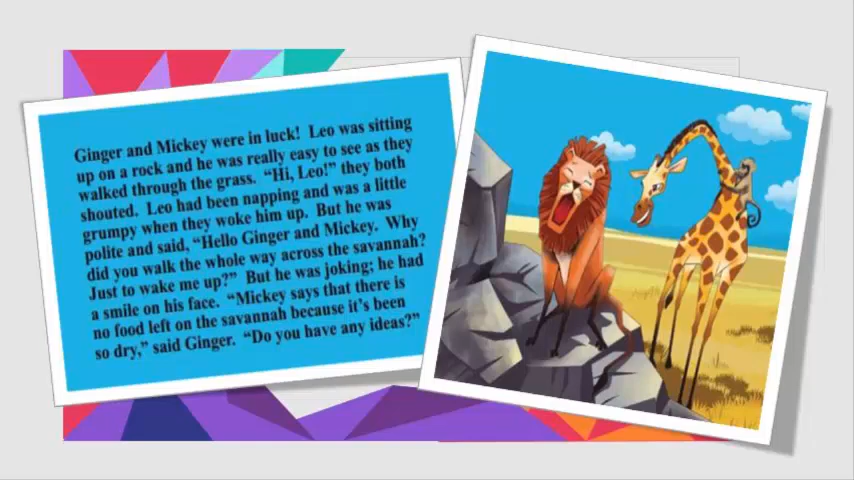 Ginger and Mickey were in luck! Leo was sitting
up on a rock and he was really easy to see as they
walked through the grass. “Hi, Leo!” they both
shouted. Leo had been napping and was a little
grumpy when they woke him up. But he was
polite and said, “Hello Ginger and Mickey. Why
did you walk the whole way across the savannah?
Just to wake me up?” But he was joking; he had
a smile on his face. “Mickey says that there is
no food left on the savannah because it’s been
so dry,” said Ginger. “Do you have any ideas?”